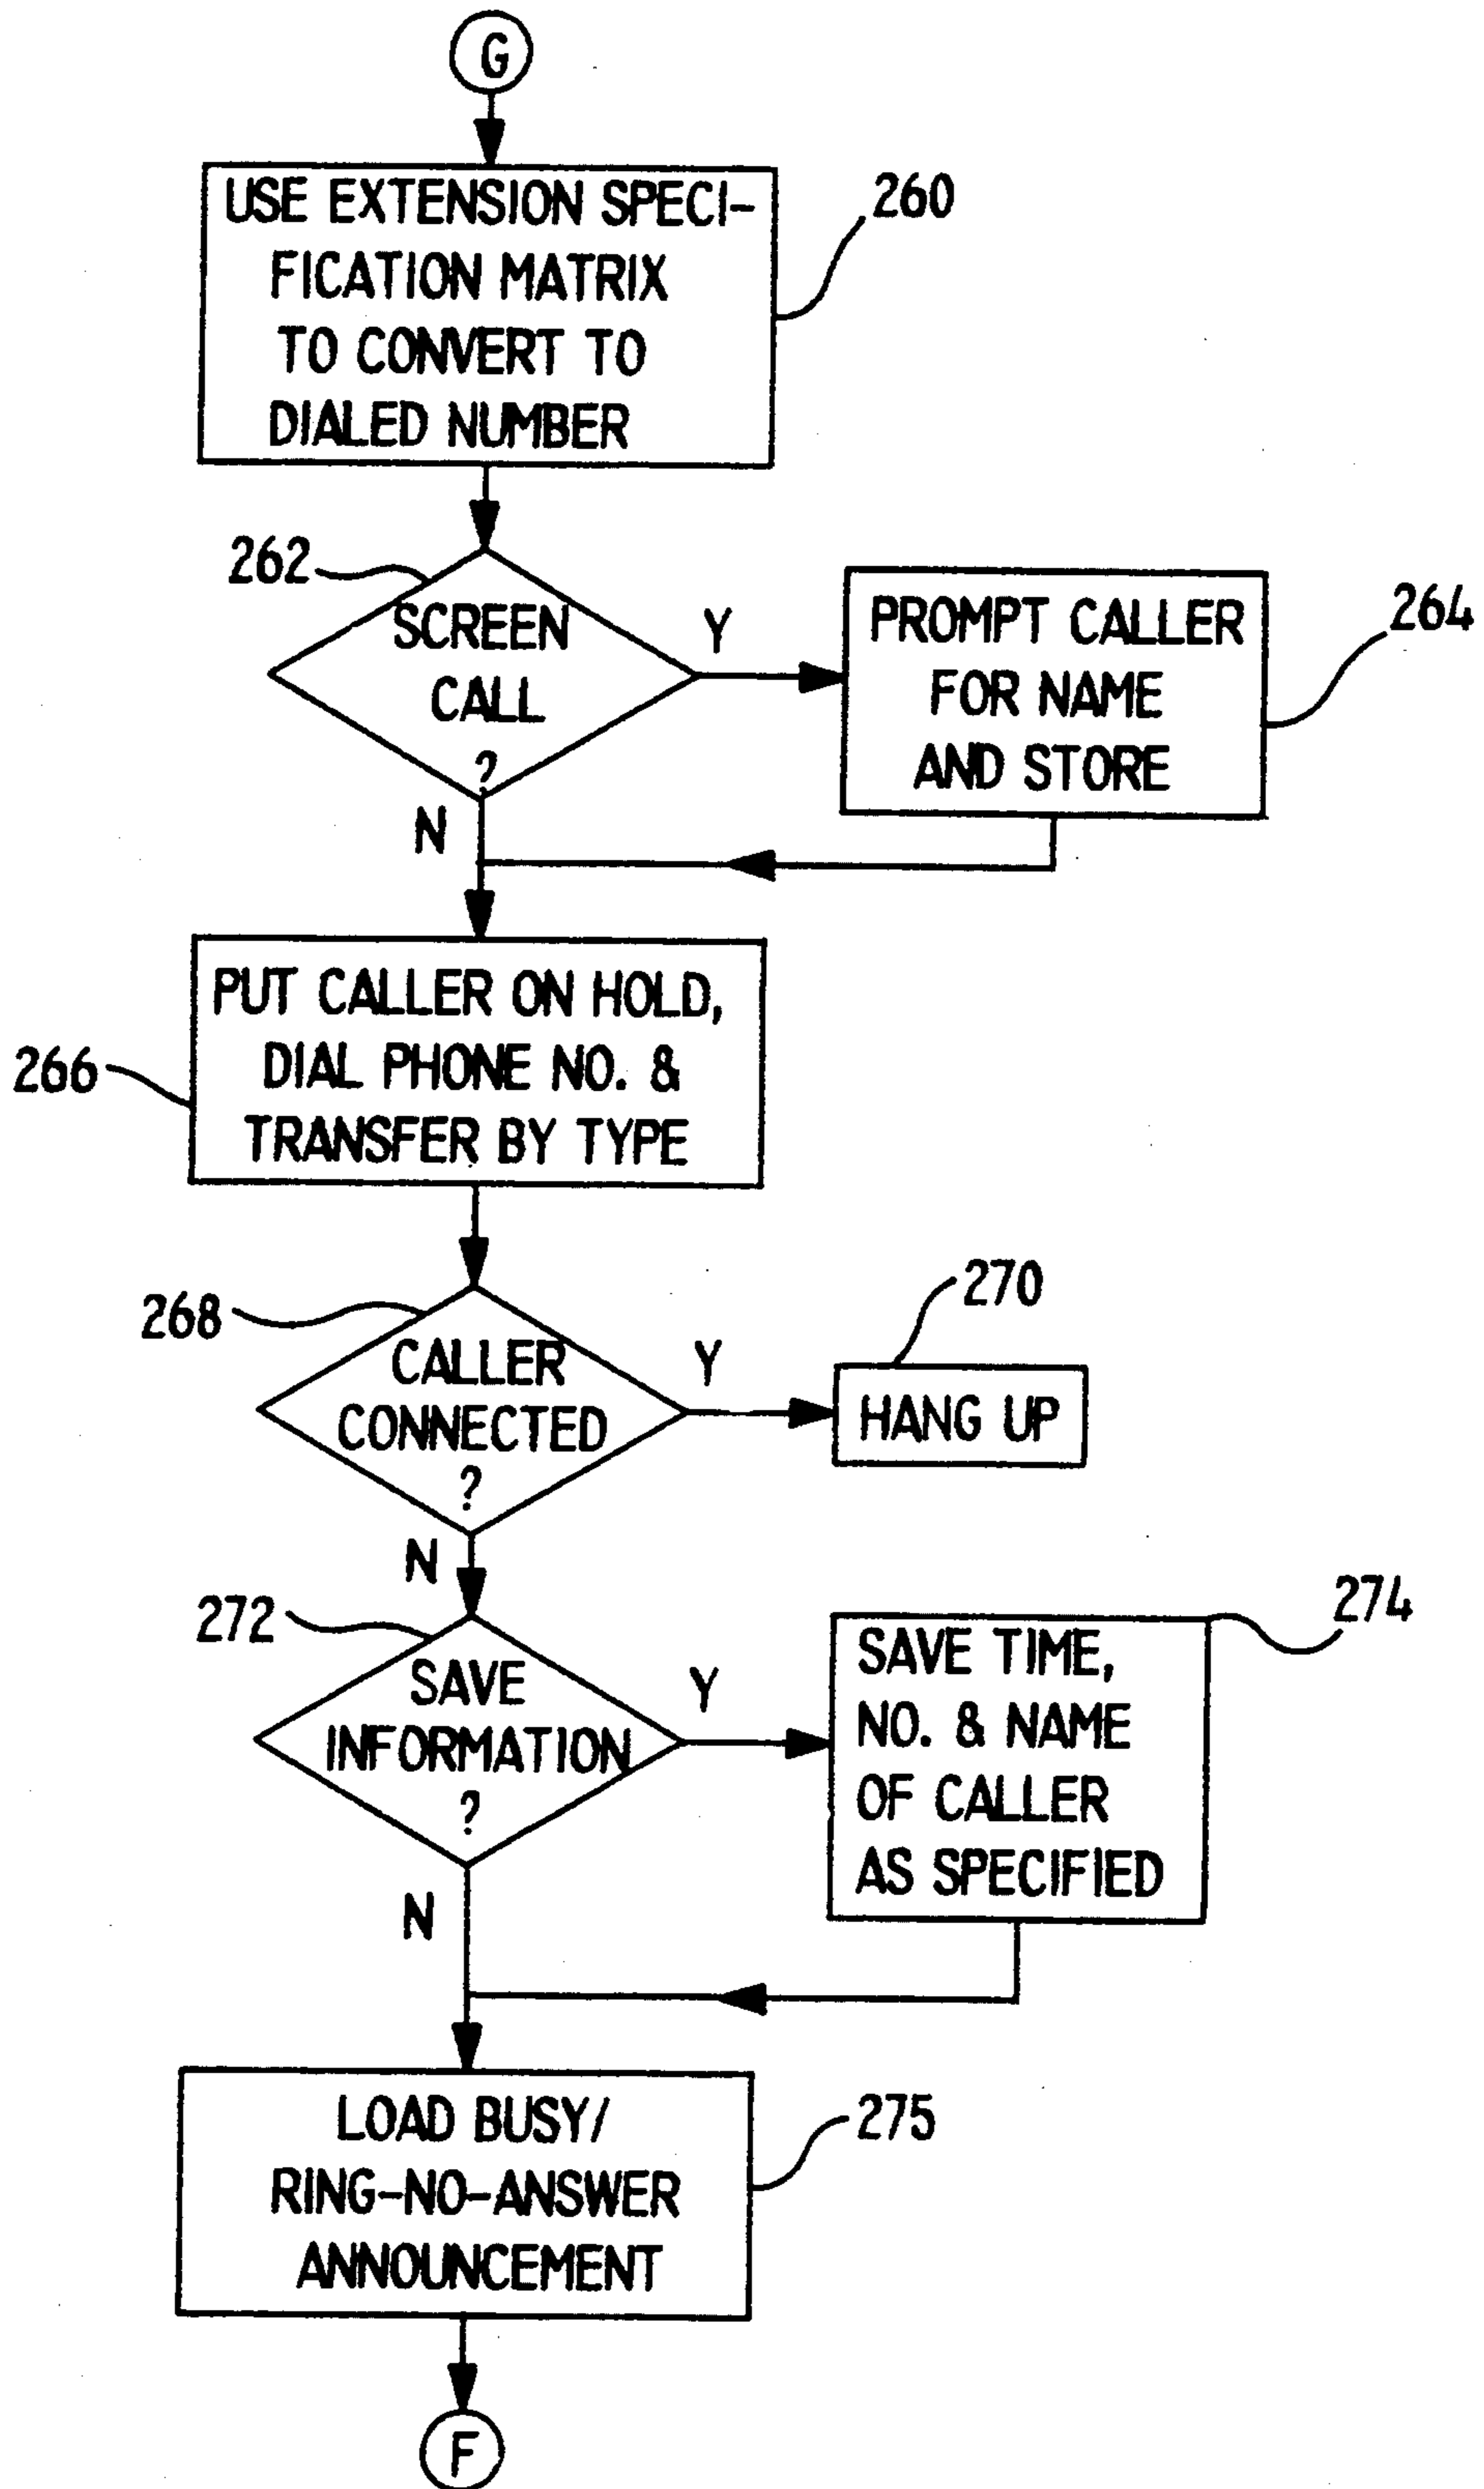 G
USE EXTENSION SPECI-
FICATION MATRIX
TO CONVERT TO
DIALED NUMBER
260
262
SCREEN
CALL
?
Y
N
PROMPT CALLER
FOR NAME
AND STORE
264
PUT CALLER ON HOLD,
DIAL PHONE NO. &
TRANSFER BY TYPE
266
268
CALLER
CONNECTED
?
Y
N
270
HANG UP
272
SAVE
INFORMATION
?
Y
N
274
SAVE TIME,
NO. & NAME
OF CALLER
AS SPECIFIED
LOAD BUSY/
RING-NO-ANSWER
ANNOUNCEMENT
275
F